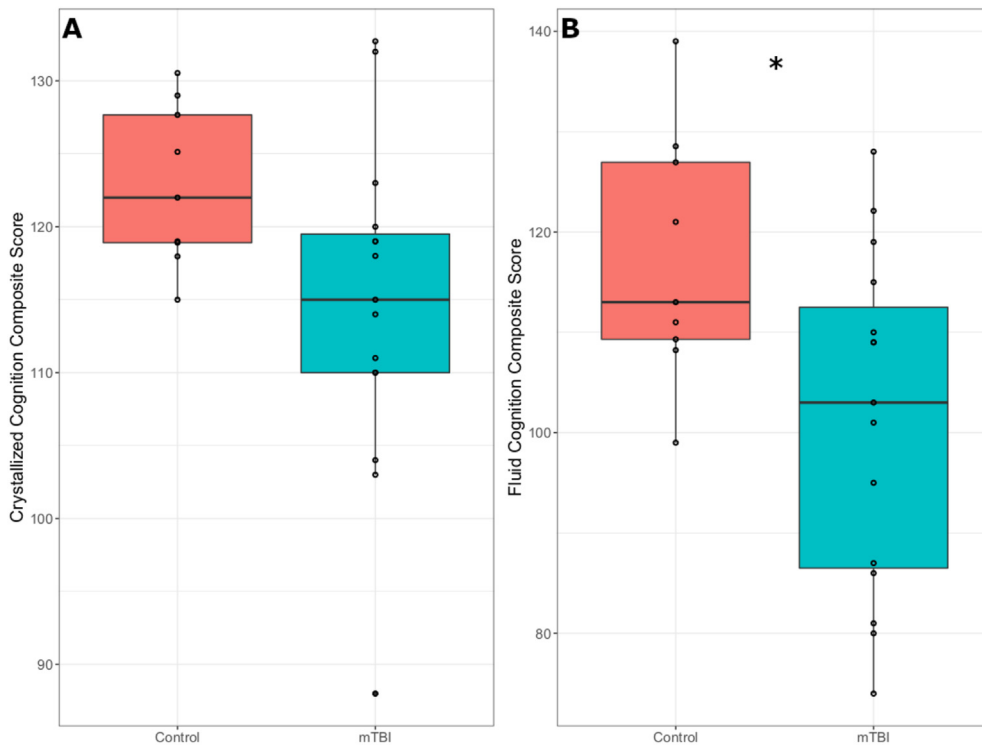 A
Crystallized Cognition Composite Score
130
120
110
100
90
Control
mTBI
B
*
Fluid Cognition Composite Score
140
120
100
80
Control
mTBI